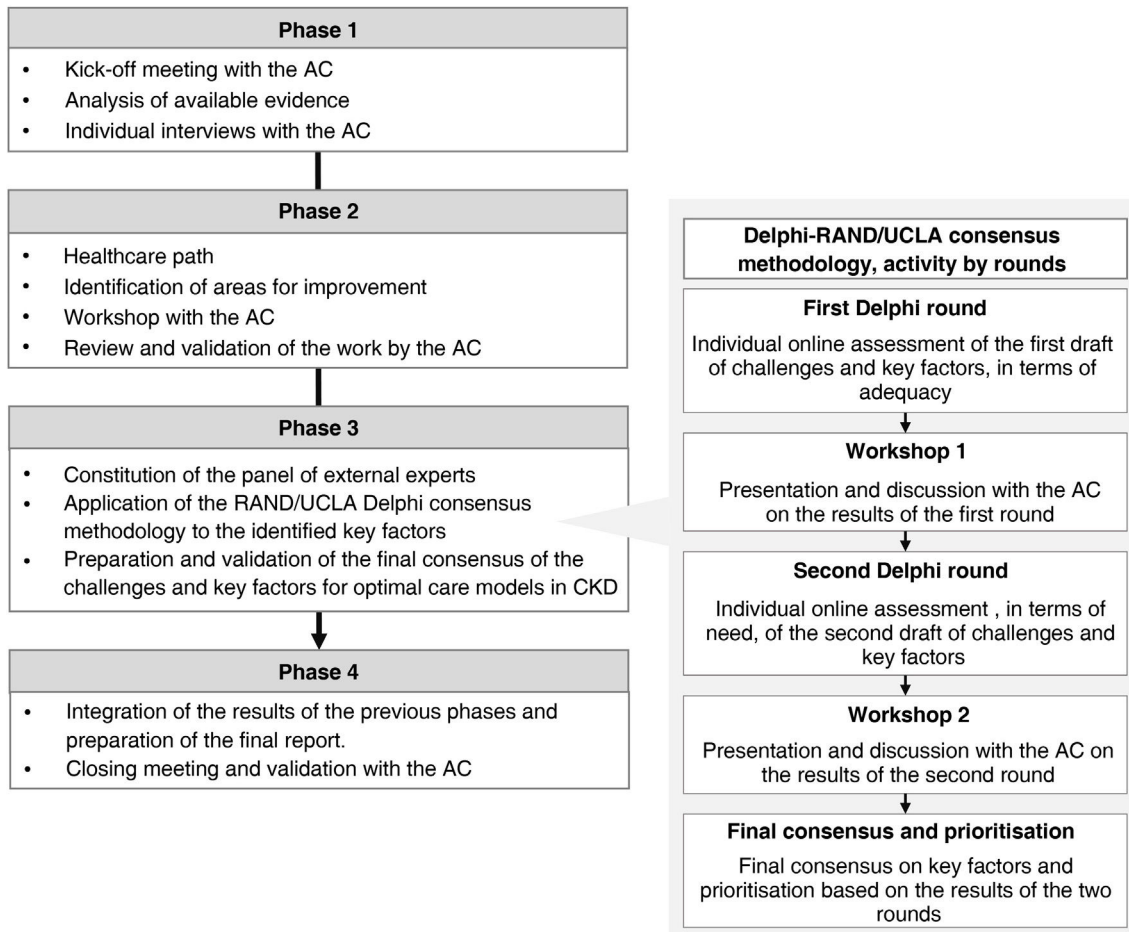 Phase 1
• Kick-off meeting with the AC
• Analysis of available evidence
• Individual interviews with the AC
Phase 2
• Healthcare path
• Identification of areas for improvement
• Workshop with the AC
• Review and validation of the work by the AC
Phase 3
• Constitution of the panel of external experts
• Application of the RAND/UCLA Delphi consensus
methodology to the identified key factors
• Preparation and validation of the final consensus of the
challenges and key factors for optimal care models in CKD
Phase 4
• Integration of the results of the previous phases and
preparation of the final report.
• Closing meeting and validation with the AC
Delphi-RAND/UCLA consensus
methodology, activity by rounds
First Delphi round
Individual online assessment of the first draft
of challenges and key factors, in terms of
adequacy
Workshop 1
Presentation and discussion with the AC
on the results of the first round
Second Delphi round
Individual online assessment , in terms of
need, of the second draft of challenges and
key factors
Workshop 2
Presentation and discussion with the AC on
the results of the second round
Final consensus and prioritisation
Final consensus on key factors and
prioritisation based on the results of the two
rounds